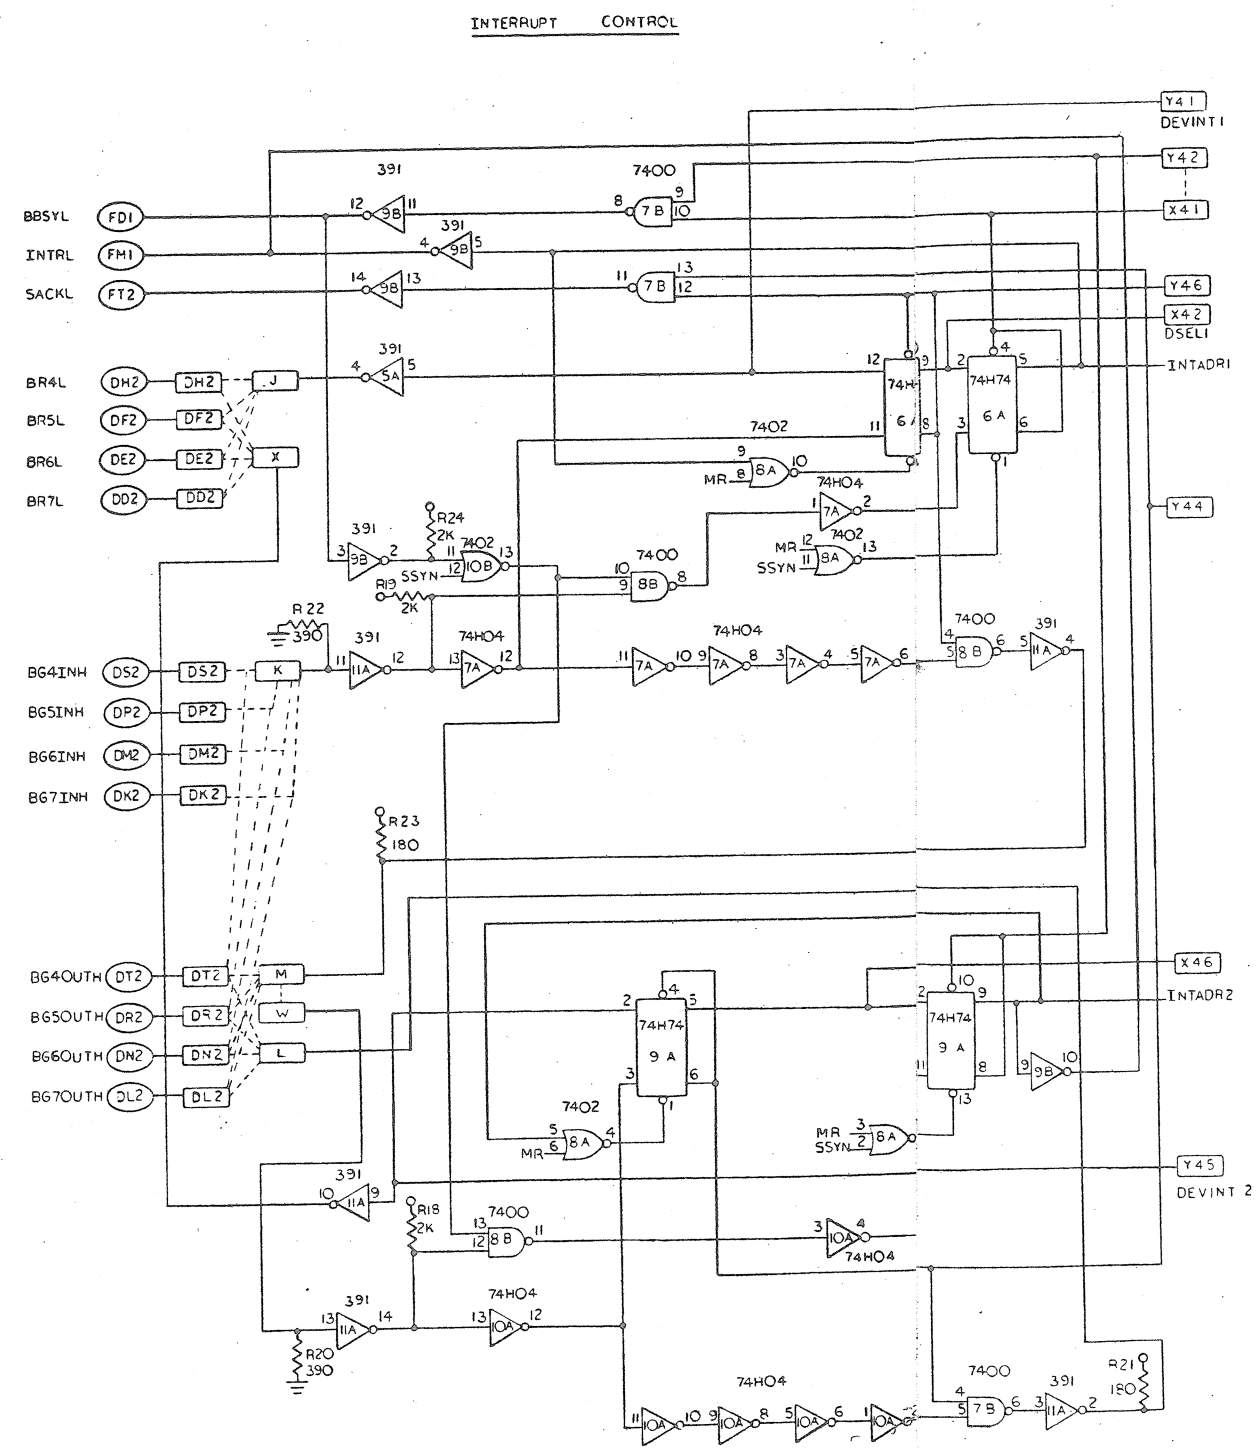 INTERRUPT CONTROL
Y41
DEVINT1
391
7400
Y42
BBSYL FD1 12 9B 11 8 7B 9 10 X41
391
INTRL FM1 4 9B 5
SACKL FT2 14 9B 13 11 7B 13 12 Y46
X42
DSEL1
391
BR4L DH2 DH2 J 4 5A 5 12 74H 9 2 74H74 4 5 INTADR1
BR5L DF2 DF2 11 6A 8 3 6A 6
7402
BR6L DE2 DE2 X 9 MR 8 8A 10 1
BR7L DD2 DD2
74H04
1 7A 2
Y44
R24
2K
391
3 9B 2
7402
11 SSYN 12 10B 13
7400
10 9 8B 8
7402
MR 12 SSYN 11 8A 13
R19
2K
R22
390
391
74H04
74H04
7400
391
BG4INH DS2 DS2 K 11 11A 12 13 7A 12 11 7A 10 9 7A 8 3 7A 4 5 7A 6 4 5 8B 6 5 11A 4
BG5INH DP2 DP2
BG6INH DM2 DM2
BG7INH DK2 DK2
R23
180
BG4OUTH DT2 DT2 M
X46
BG5OUTH DR2 DR2 W
BG6OUTH DN2 DN2 L
BG7OUTH DL2 DL2
2 4 5 74H74 9A 3 6 1
2 10 9 74H74 9A 11 8 13
INTADR2
9 9B 10
7402
5 MR 6 8A 4
MR 3 SSYN 2 8A
Y45
DEVINT 2
391
10 11A 9
R18
2K
7400
13 12 8B 11
3 10A 4
74H04
391
13 11A 14
74H04
13 10A 12
R20
390
74H04
11 10A 10 9 10A 8 5 10A 6 1 10A 2
7400
4 5 7B 6
391
3 11A 2
R21
180